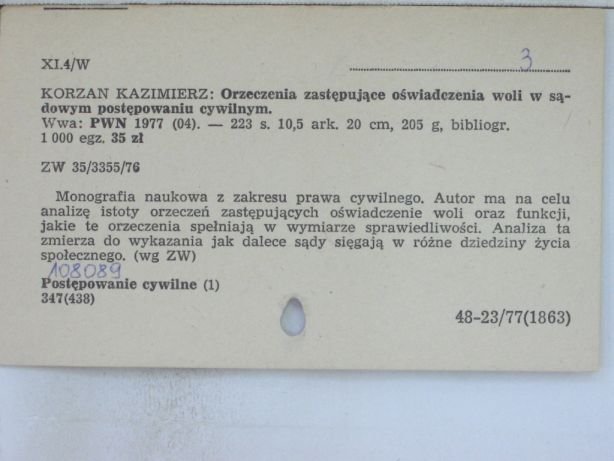 XI.4/W
3
KORZAN KAZIMIERZ: Orzeczenia zastępujące oświadczenia woli w są-
dowym postępowaniu cywilnym.
Wwa: PWN 1977 (04). — 223 s. 10,5 ark. 20 cm, 205 g, bibliogr.
1 000 egz. 35 zł
ZW 35/3355/76
Monografia naukowa z zakresu prawa cywilnego. Autor ma na celu
analizę istoty orzeczeń zastępujących oświadczenie woli oraz funkcji,
jakie te orzeczenia spełniają w wymiarze sprawiedliwości. Analiza ta
zmierza do wykazania jak dalece sądy sięgają w różne dziedziny życia
społecznego. (wg ZW)
108089
Postępowanie cywilne (1)
347(438)
48-23/77(1863)